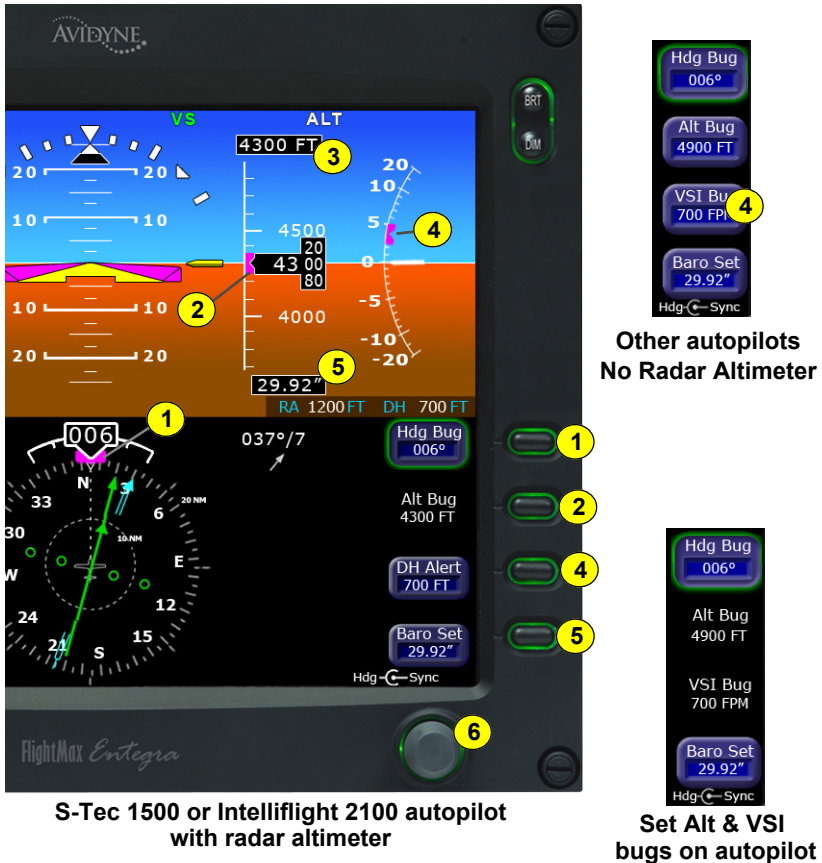 AVIDYNE
VS ALT
4300 FT 3
20 20
10 10
20
10
5
0
-5
-10
-20
4
4500
20
43 00
80
4000
2
10 10
20 20
5
29.92"
RA 1200 FT DH 700 FT
BRT
DIM
1
006
037°/7
N
3
6
E
12
15
S
21
24
W
30
33
20 NM
10 NM
Hdg Bug
006°
1
Alt Bug
4300 FT
2
DH Alert
700 FT
4
Baro Set
29.92"
5
Hdg Sync
6
FlightMax Entegra
S-Tec 1500 or Intelliflight 2100 autopilot
with radar altimeter
Hdg Bug
006°
Alt Bug
4900 FT
VSI Bu
700 FP 4
Baro Set
29.92"
Hdg Sync
Other autopilots
No Radar Altimeter
Hdg Bug
006°
Alt Bug
4900 FT
VSI Bug
700 FPM
Baro Set
29.92"
Hdg Sync
Set Alt & VSI
bugs on autopilot